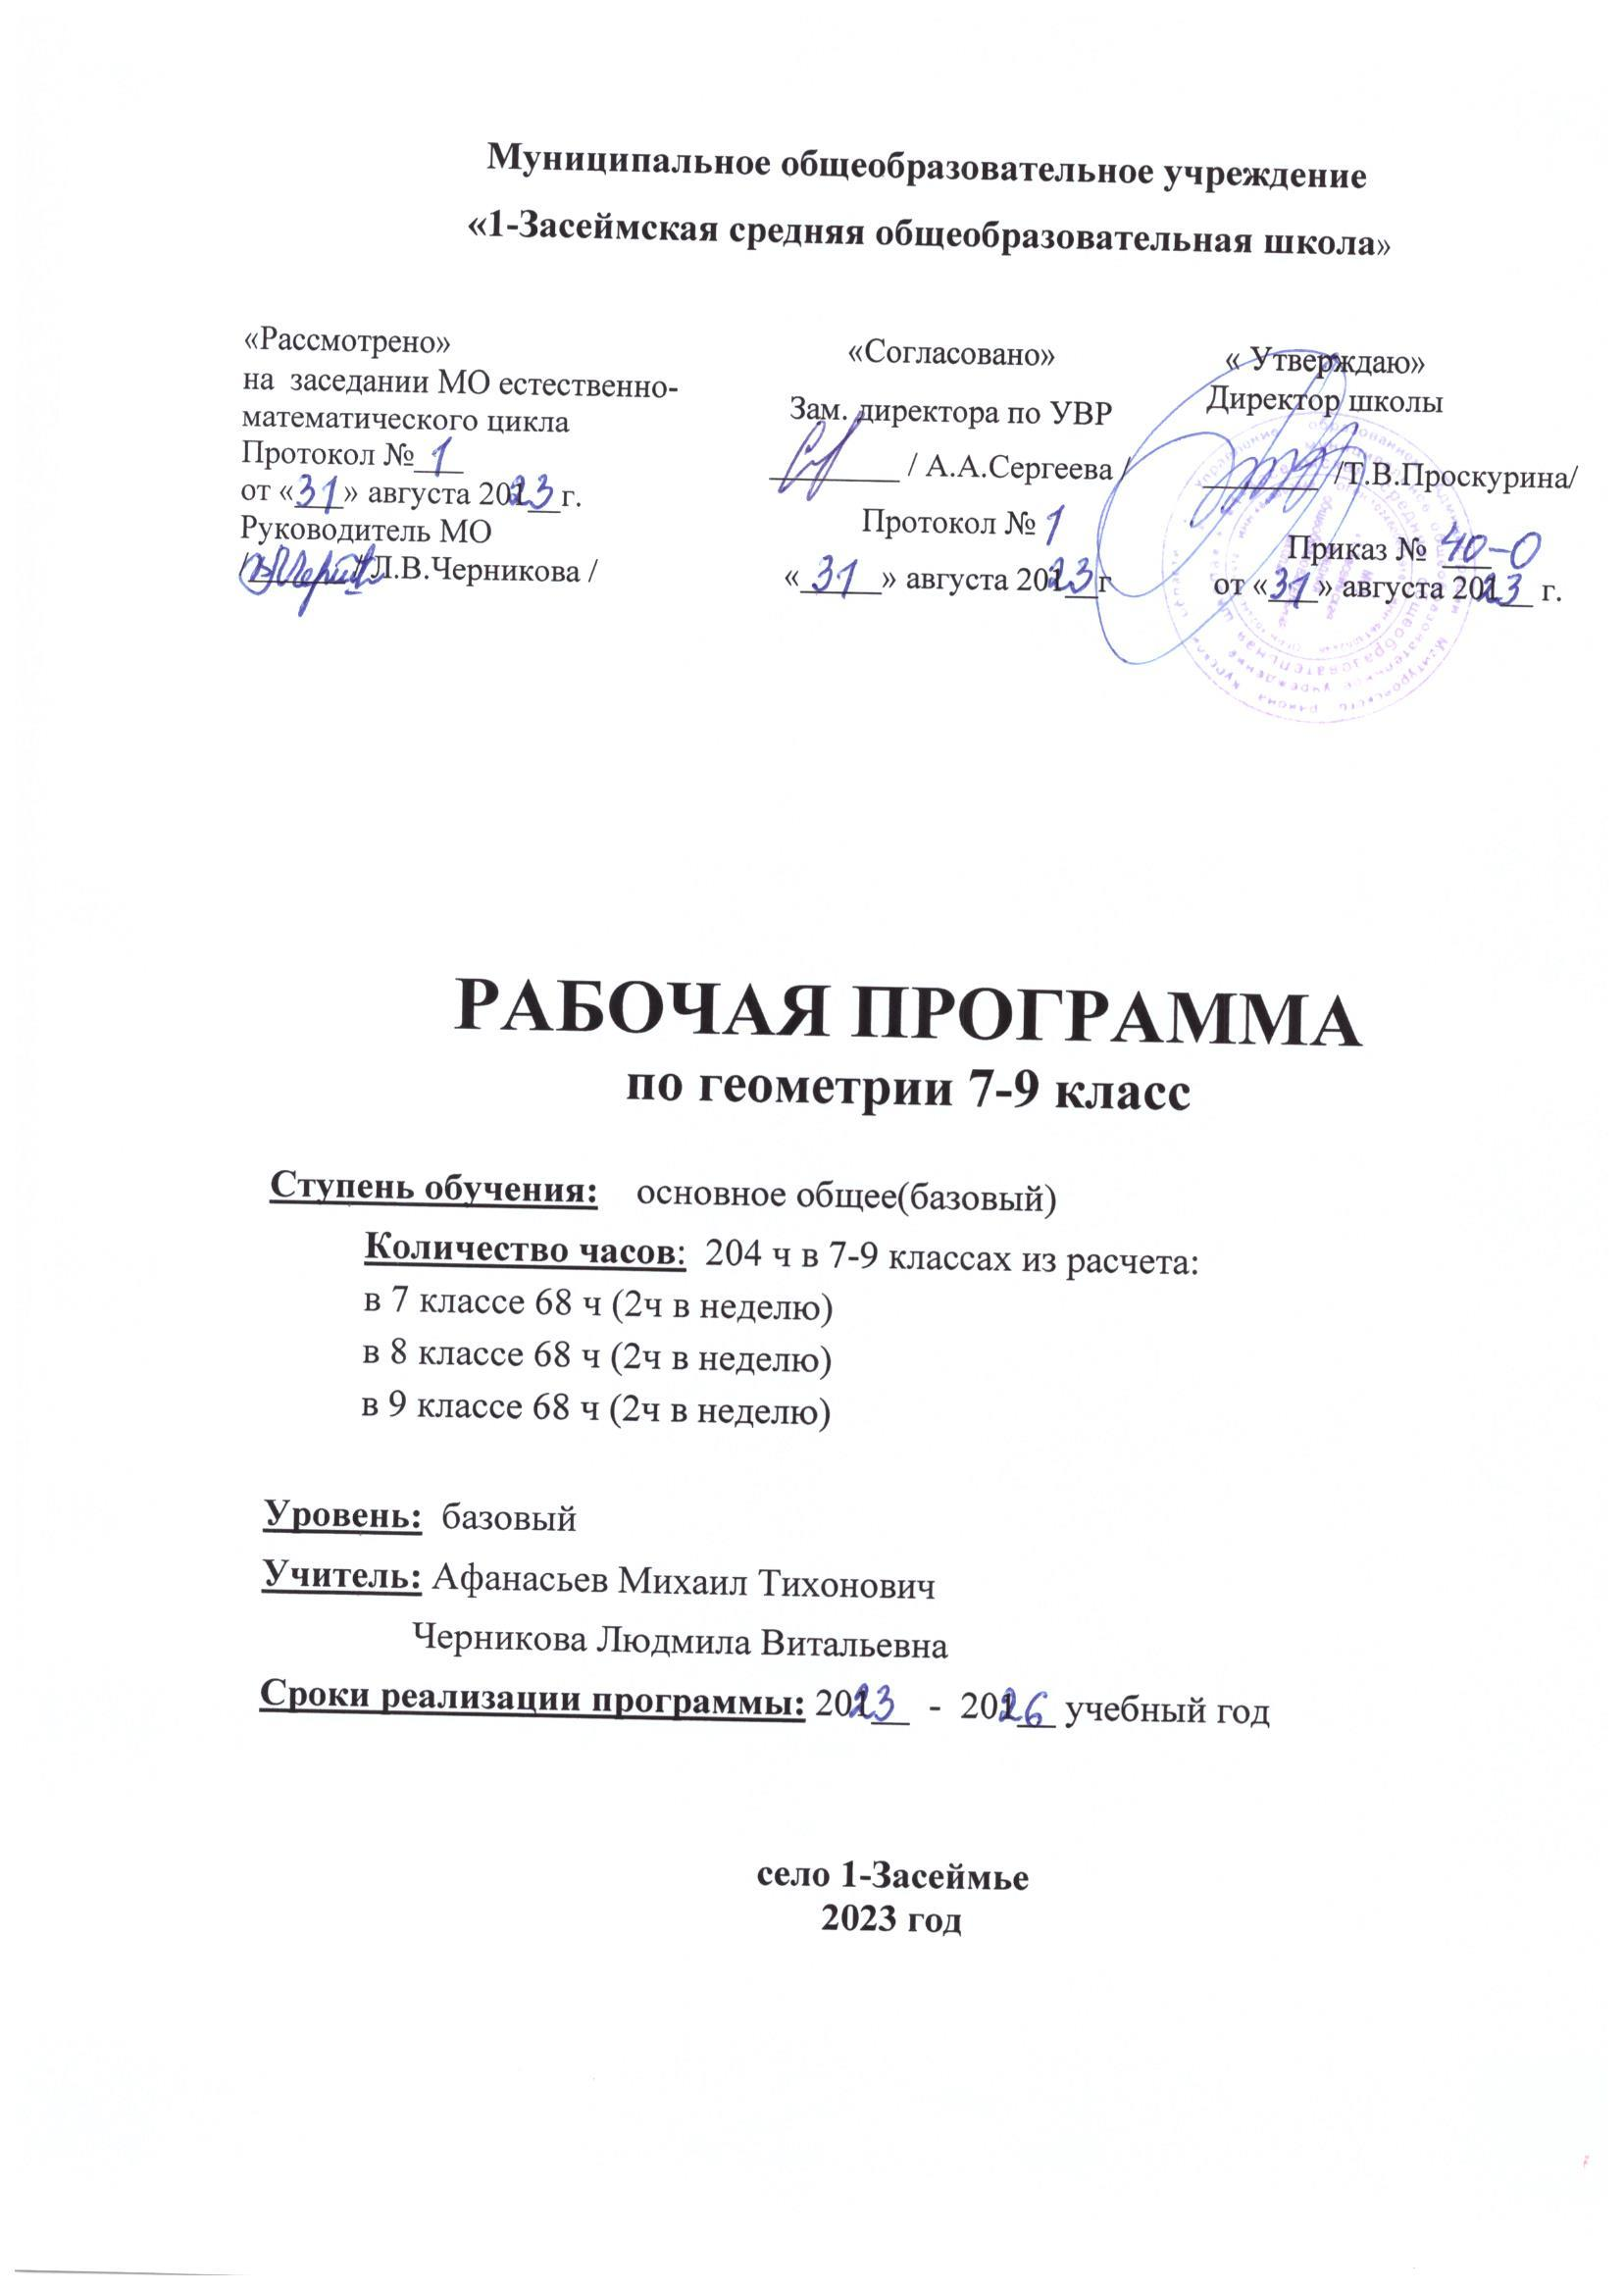 Муниципальное общеобразовательное учреждение
«1-Засеймская средняя общеобразовательная школа»
«Рассмотрено»
на заседании МО естественно-
математического цикла
Протокол № 1
от «31» августа 2023 г.
Руководитель МО
/ / Л.В.Черникова /
«Согласовано»
Зам. директора по УВР
/ А.А.Сергеева /
Протокол № 1
«31» августа 2023 г
« Утверждаю»
Директор школы
/Т.В.Проскурина/
Приказ № 40-О
от «31» августа 2023 г.
РАБОЧАЯ ПРОГРАММА
по геометрии 7-9 класс
Ступень обучения: основное общее(базовый)
Количество часов: 204 ч в 7-9 классах из расчета:
в 7 классе 68 ч (2ч в неделю)
в 8 классе 68 ч (2ч в неделю)
в 9 классе 68 ч (2ч в неделю)
Уровень: базовый
Учитель: Афанасьев Михаил Тихонович
Черникова Людмила Витальевна
Сроки реализации программы: 2023 - 2026 учебный год
село 1-Засеймье
2023 год